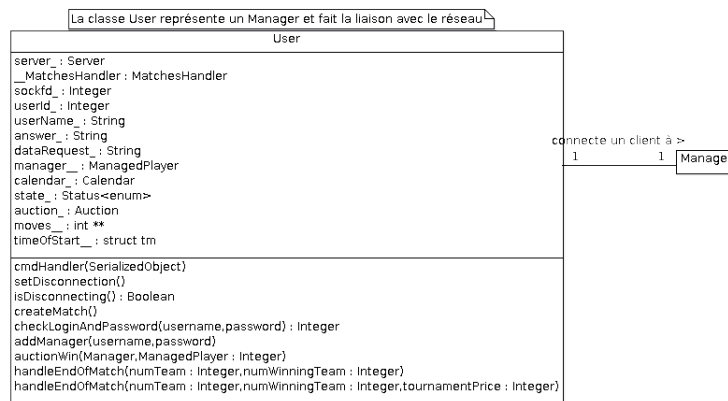 La classe User représente un Manager et fait la liaison avec le réseau
User
server_ : Server
__MatchesHandler : MatchesHandler
sockfd_ : Integer
userId_ : Integer
userName_ : String
answer_ : String
dataRequest_ : String
manager__ : ManagedPlayer
calendar_ : Calendar
state_ : Status<enum>
auction_ : Auction
moves__ : int **
timeOfStart__ : struct tm
connecte un client à >
1 1
Manager
cmdHandler(SerializedObject)
setDisconnection()
isDisconnecting() : Boolean
createMatch()
checkLoginAndPassword(username,password) : Integer
addManager(username,password)
auctionWin(Manager,ManagedPlayer : Integer)
handleEndOfMatch(numTeam : Integer,numWinningTeam : Integer)
handleEndOfMatch(numTeam : Integer,numWinningTeam : Integer,tournamentPrice : Integer)